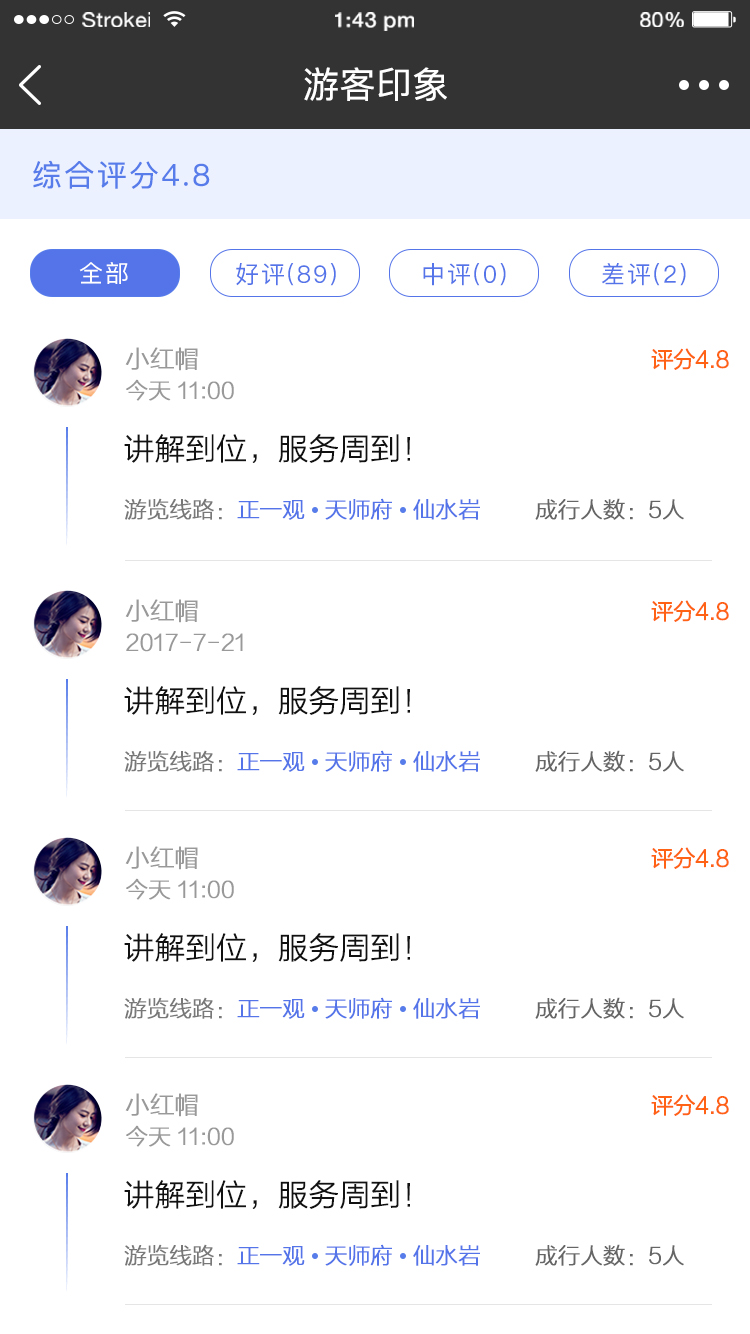 Strokei 1:43 pm 80%
游客印象
综合评分4.8
全部 好评(89) 中评(0) 差评(2)
小红帽 评分4.8
今天 11:00
讲解到位，服务周到！
游览线路：正一观•天师府•仙水岩 成行人数：5人
小红帽 评分4.8
2017-7-21
讲解到位，服务周到！
游览线路：正一观•天师府•仙水岩 成行人数：5人
小红帽 评分4.8
今天 11:00
讲解到位，服务周到！
游览线路：正一观•天师府•仙水岩 成行人数：5人
小红帽 评分4.8
今天 11:00
讲解到位，服务周到！
游览线路：正一观•天师府•仙水岩 成行人数：5人